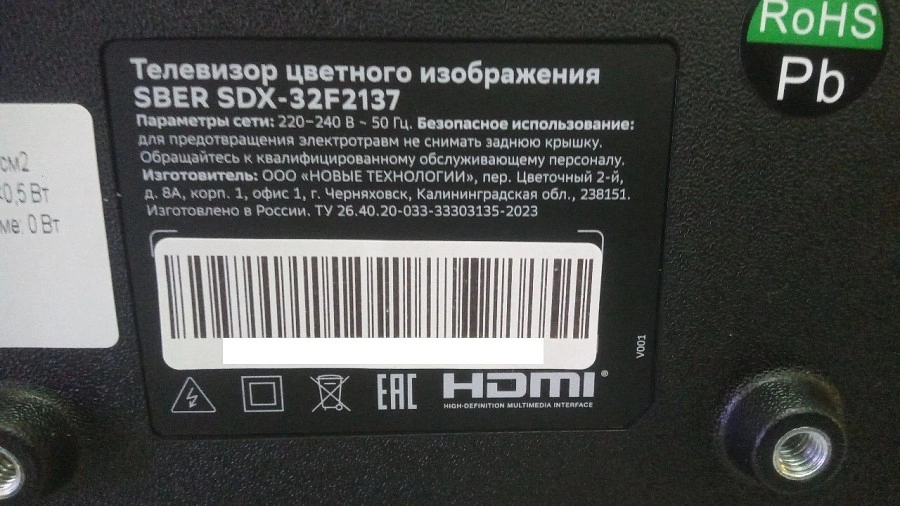 Телевизор цветного изображения
SBER SDX-32F2137
Параметры сети: 220–240 В ~ 50 Гц. Безопасное использование:
для предотвращения электротравм не снимать заднюю крышку.
Обращайтесь к квалифицированному обслуживающему персоналу.
Изготовитель: ООО «НОВЫЕ ТЕХНОЛОГИИ», пер. Цветочный 2-й,
д. 8А, корп. 1, офис 1, г. Черняховск, Калининградская обл., 238151.
Изготовлено в России. ТУ 26.40.20-033-33303135-2023
V001
EAC HDMI®
HIGH-DEFINITION MULTIMEDIA INTERFACE
RoHS
Pb
см2
0,5 Вт
ме: 0 Вт